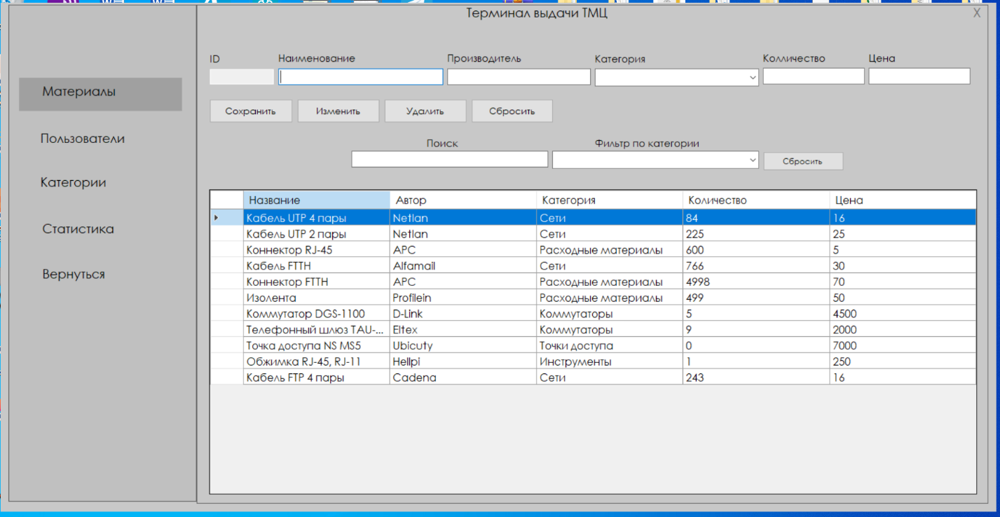 Терминал выдачи ТМЦ X
ID Наименование Производитель Категория Колличество Цена
Материалы
Сохранить Изменить Удалить Сбросить
Пользователи
Поиск Фильтр по категории
Сбросить
Категории
Название Автор Категория Количество Цена
Кабель UTP 4 пары Netlan Сети 84 16
Статистика
Кабель UTP 2 пары Netlan Сети 225 25
Коннектор RJ-45 APC Расходные материалы 600 5
Кабель FTTH Alfamail Сети 766 30
Вернуться
Коннектор FTTH APC Расходные материалы 4998 70
Изолента Profilein Расходные материалы 499 50
Коммутатор DGS-1100 D-Link Коммутаторы 5 4500
Телефонный шлюз TAU-... Eltex Коммутаторы 9 2000
Точка доступа NS MS5 Ubicuty Точки доступа 0 7000
Обжимка RJ-45, RJ-11 Hellpi Инструменты 1 250
Кабель FTP 4 пары Cadena Сети 243 16